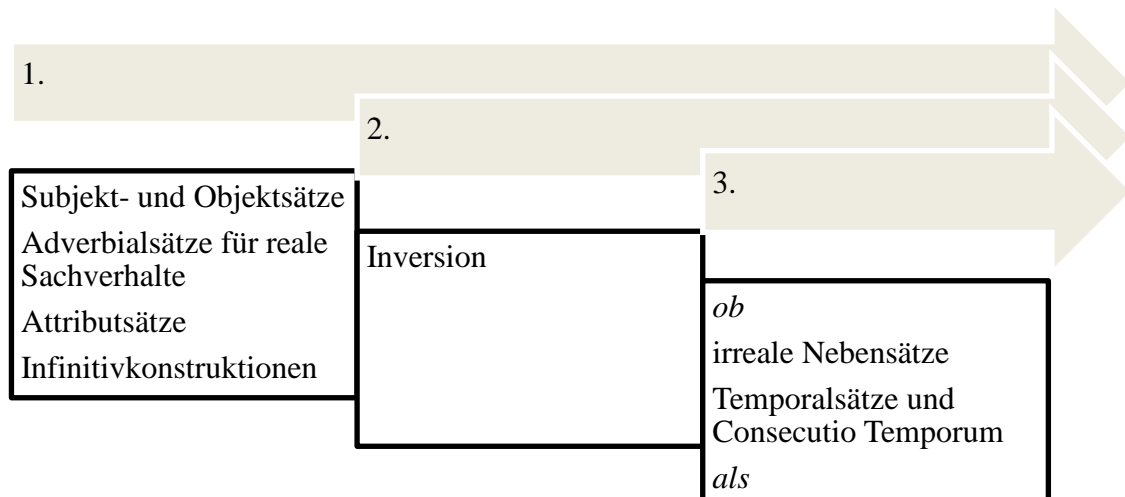 1.
Subjekt- und Objektsätze
Adverbialsätze für reale
Sachverhalte
Attributsätze
Infinitivkonstruktionen
2.
Inversion
3.
ob
irreale Nebensätze
Temporalsätze und
Consecutio Temporum
als